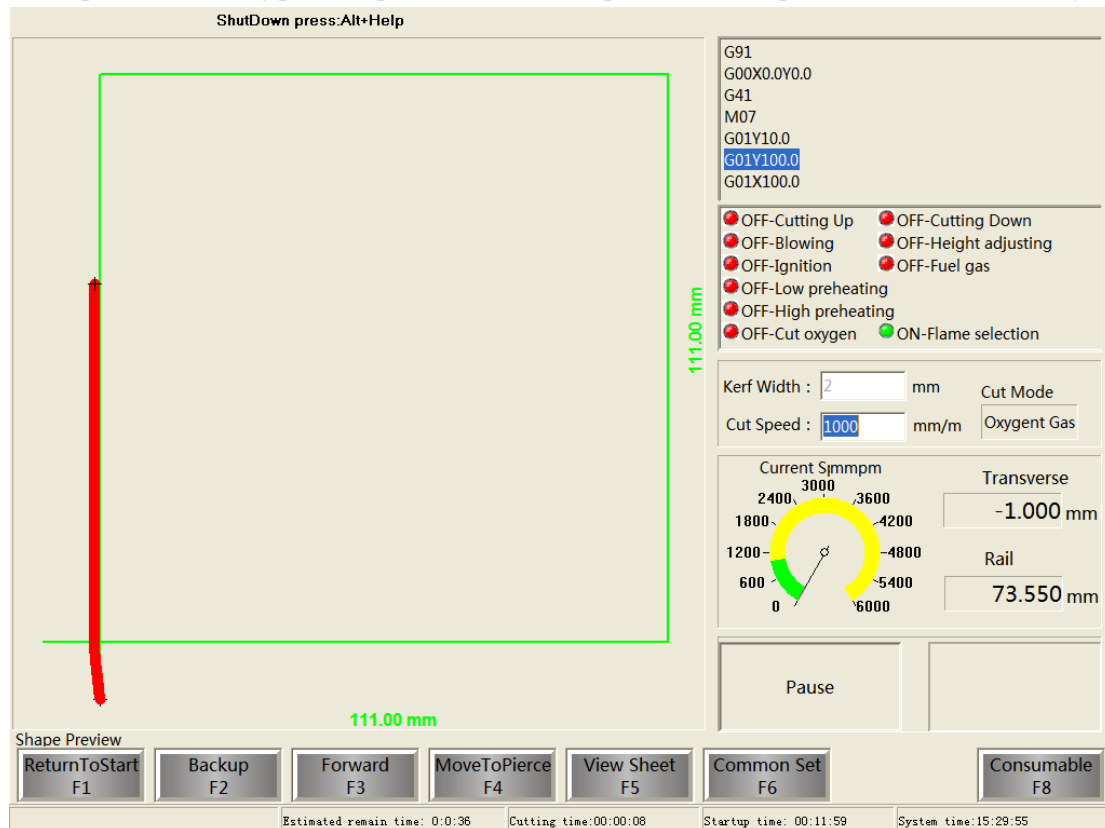 ShutDown press:Alt+Help
G91
G00X0.0Y0.0
G41
M07
G01Y10.0
G01Y100.0
G01X100.0
OFF-Cutting Up OFF-Cutting Down
OFF-Blowing OFF-Height adjusting
OFF-Ignition OFF-Fuel gas
OFF-Low preheating
OFF-High preheating
OFF-Cut oxygen ON-Flame selection
111.00 mm
Kerf Width : 2 mm
Cut Mode
Cut Speed : 1000 mm/m
Oxygent Gas
Current Smmpm
Transverse
3000
2400 3600
-1.000 mm
1800 4200
1200 4800
Rail
600 5400
73.550 mm
0 6000
Pause
111.00 mm
Shape Preview
ReturnToStart Backup Forward MoveToPierce View Sheet Common Set Consumable
F1 F2 F3 F4 F5 F6 F8
Estimated remain time: 0:0:36 Cutting time:00:00:08 Startup time: 00:11:59 System time:15:29:55